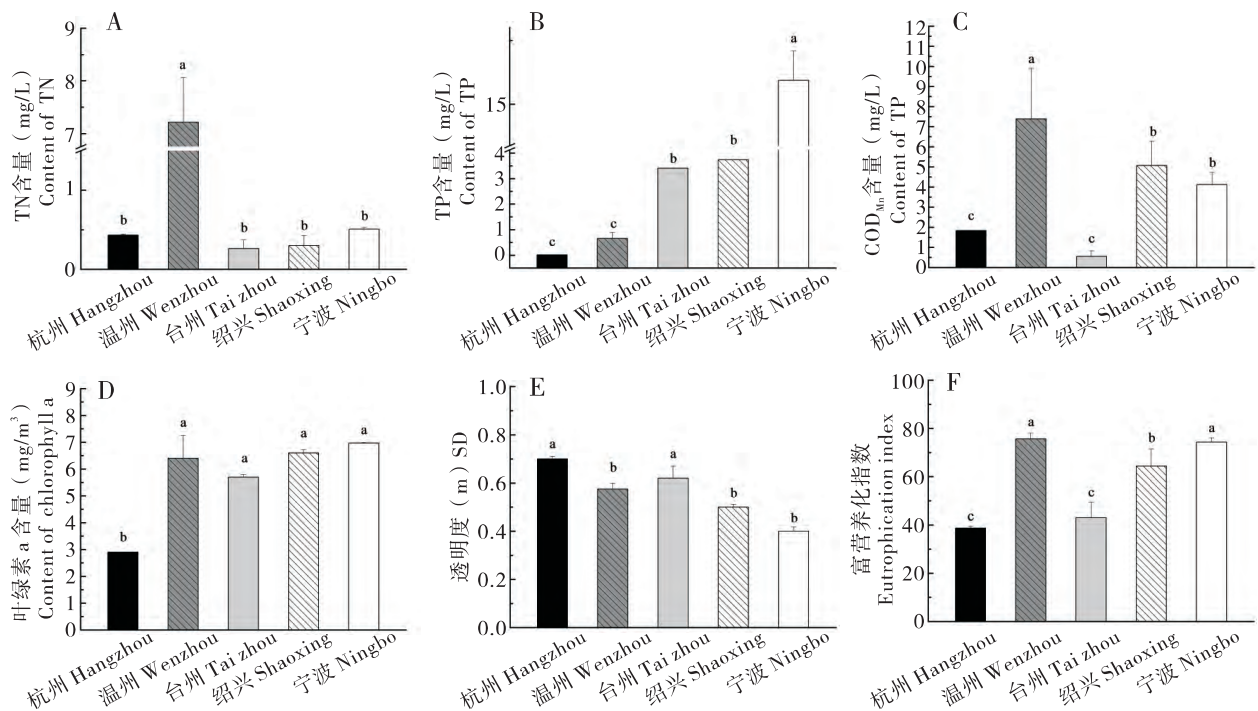 A
TN含量（mg/L）
Content of TN
9
8
7
1
0
b
a
b
b
b
杭州 Hangzhou
温州 Wenzhou
台州 Tai zhou
绍兴 Shaoxing
宁波 Ningbo
B
TP含量（mg/L）
Content of TP
15
4
3
2
1
0
c
c
b
b
a
杭州 Hangzhou
温州 Wenzhou
台州 Tai zhou
绍兴 Shaoxing
宁波 Ningbo
C
CODMn含量（mg/L）
Content of TP
12
11
10
9
8
7
6
5
4
3
2
1
0
c
a
c
b
b
杭州 Hangzhou
温州 Wenzhou
台州 Tai zhou
绍兴 Shaoxing
宁波 Ningbo
D
叶绿素a含量（mg/m³）
Content of chlorophyll a
9
8
7
6
5
4
3
2
1
0
b
a
a
a
a
杭州 Hangzhou
温州 Wenzhou
台州 Tai zhou
绍兴 Shaoxing
宁波 Ningbo
E
透明度（m）SD
1.0
0.8
0.6
0.4
0.2
0.0
a
b
a
b
b
杭州 Hangzhou
温州 Wenzhou
台州 Tai zhou
绍兴 Shaoxing
宁波 Ningbo
F
富营养化指数
Eutrophication index
100
80
60
40
20
0
c
a
c
b
a
杭州 Hangzhou
温州 Wenzhou
台州 Tai zhou
绍兴 Shaoxing
宁波 Ningbo